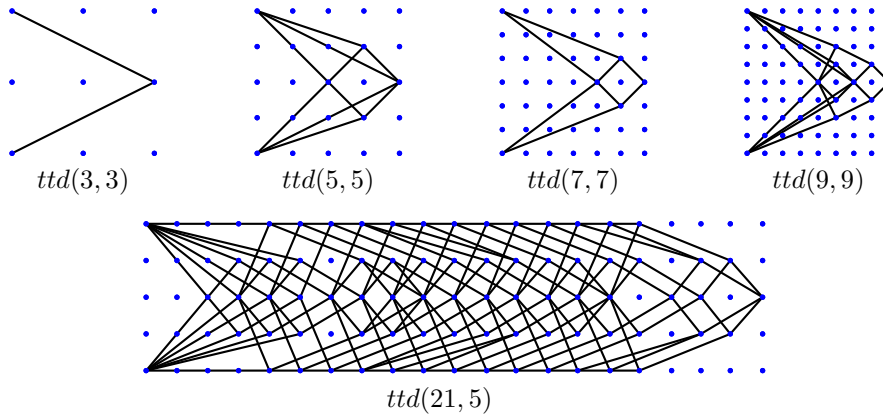 ttd(3, 3)
ttd(5, 5)
ttd(7, 7)
ttd(9, 9)
ttd(21, 5)